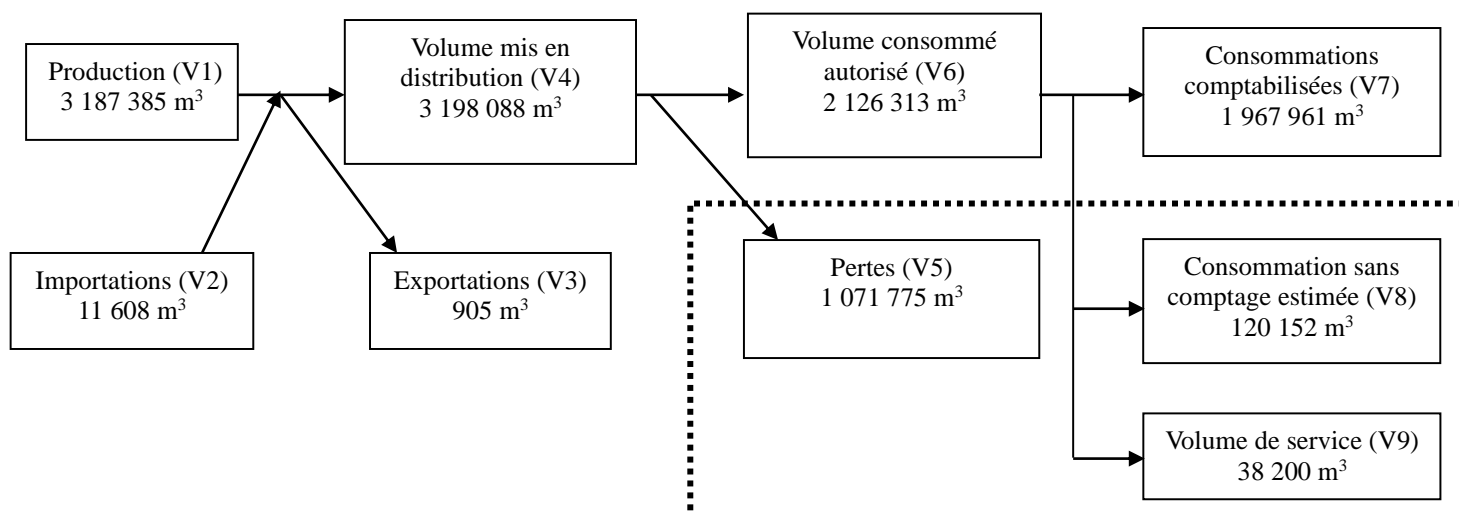 Production (V1)
3 187 385 m³
Volume mis en
distribution (V4)
3 198 088 m³
Volume consommé
autorisé (V6)
2 126 313 m³
Consommations
comptabilisées (V7)
1 967 961 m³
Importations (V2)
11 608 m³
Exportations (V3)
905 m³
Pertes (V5)
1 071 775 m³
Consommation sans
comptage estimée (V8)
120 152 m³
Volume de service (V9)
38 200 m³